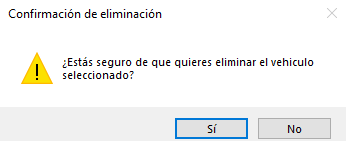 Confirmación de eliminación
¿Estás seguro de que quieres eliminar el vehiculo
seleccionado?
Sí
No